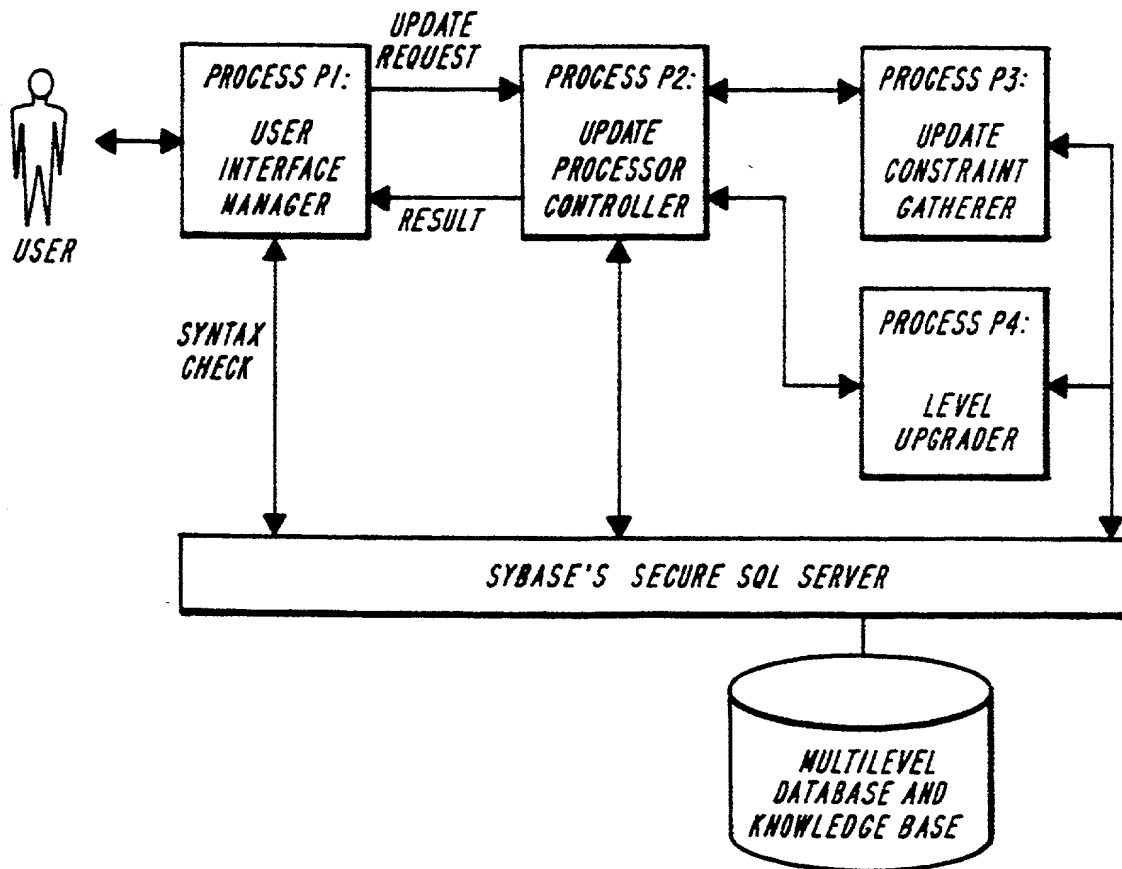 UPDATE
REQUEST
PROCESS P1:
USER
INTERFACE
MANAGER
PROCESS P2:
UPDATE
PROCESSOR
CONTROLLER
PROCESS P3:
UPDATE
CONSTRAINT
GATHERER
RESULT
USER
SYNTAX
CHECK
PROCESS P4:
LEVEL
UPGRADER
SYBASE'S SECURE SQL SERVER
MULTILEVEL
DATABASE AND
KNOWLEDGE BASE